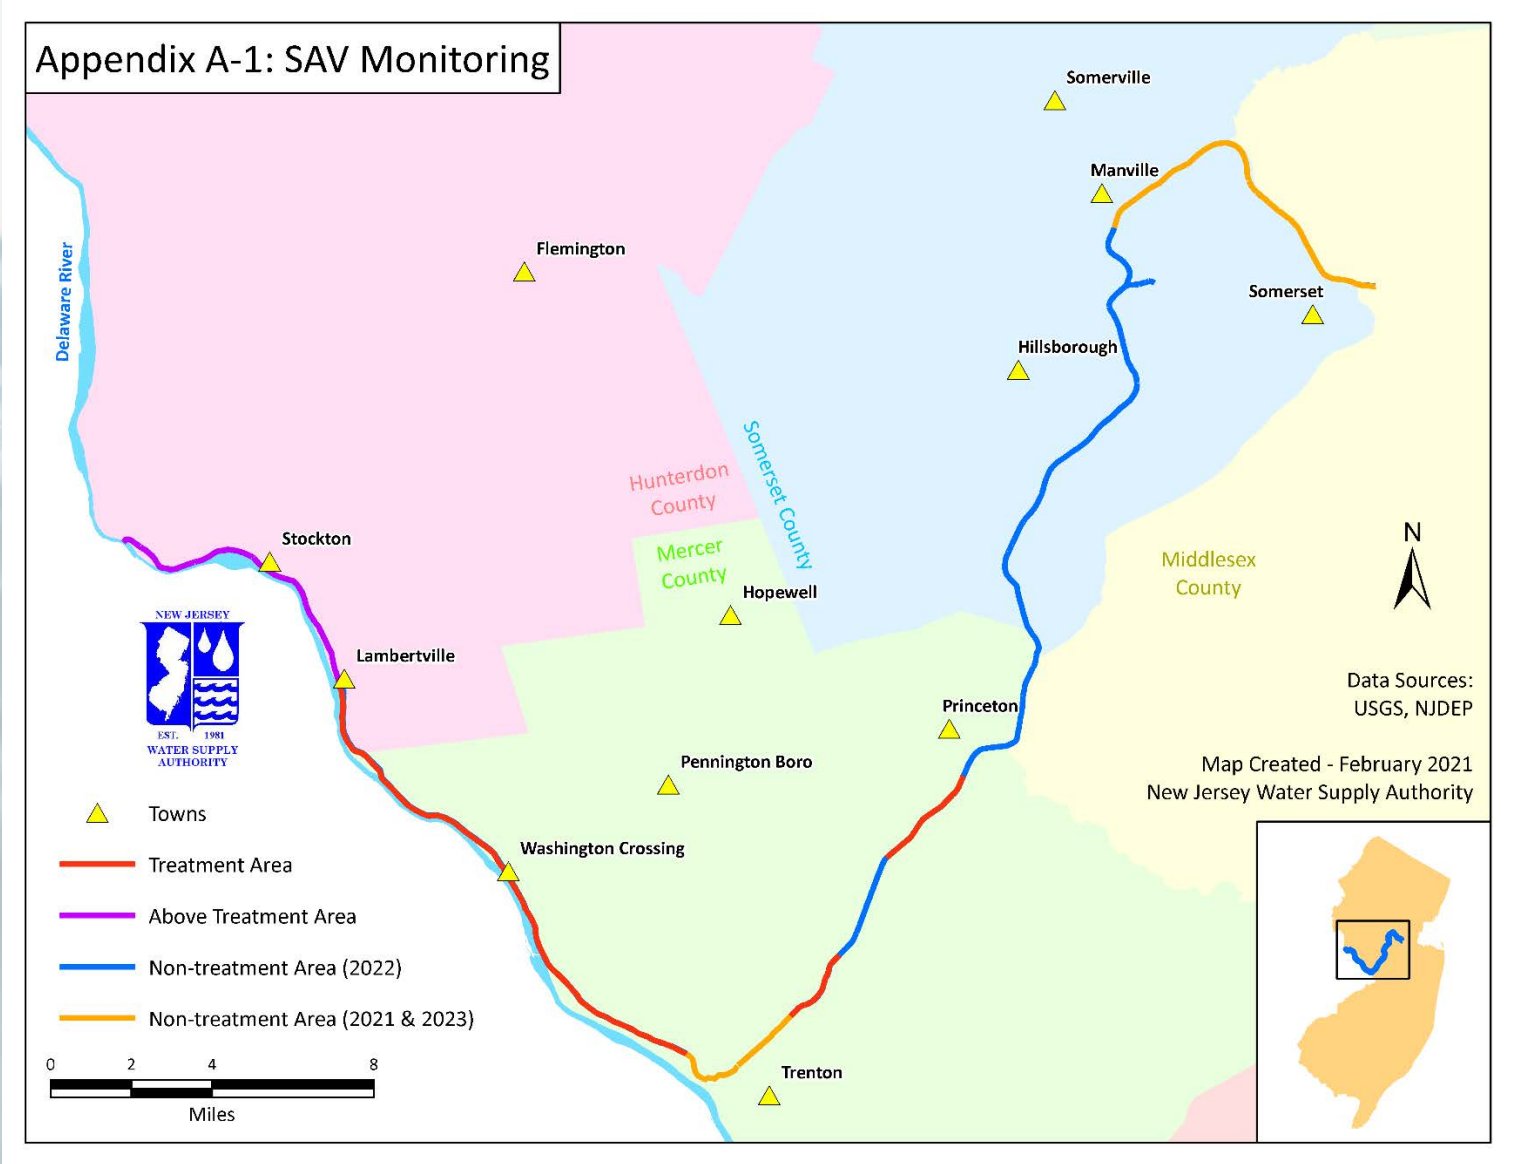 Appendix A-1: SAV Monitoring
Somerville
Manville
Flemington
Delaware River
Somerset
Hillsborough
Hunterdon
County
Somerset County
Mercer
County
Stockton
Hopewell
Middlesex
County
N
NEW JERSEY
EST. 1981
WATER SUPPLY
AUTHORITY
Lambertville
Princeton
Data Sources:
USGS, NJDEP
Pennington Boro
Map Created - February 2021
New Jersey Water Supply Authority
Washington Crossing
Towns
Treatment Area
Above Treatment Area
Non-treatment Area (2022)
Non-treatment Area (2021 & 2023)
0 2 4 8
Miles
Trenton